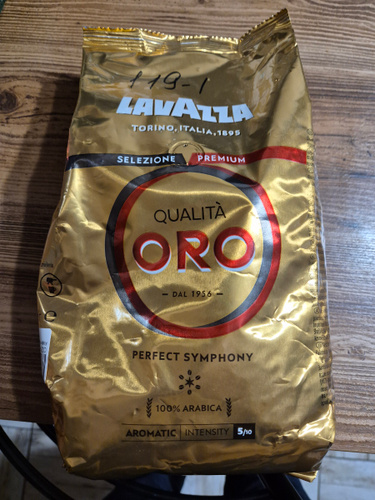 119-1
LAVAZZA
TORINO, ITALIA, 1895
SELEZIONE PREMIUM
QUALITÀ
ORO
DAL 1956
PERFECT SYMPHONY
100% ARABICA
AROMATIC | INTENSITY 5/10